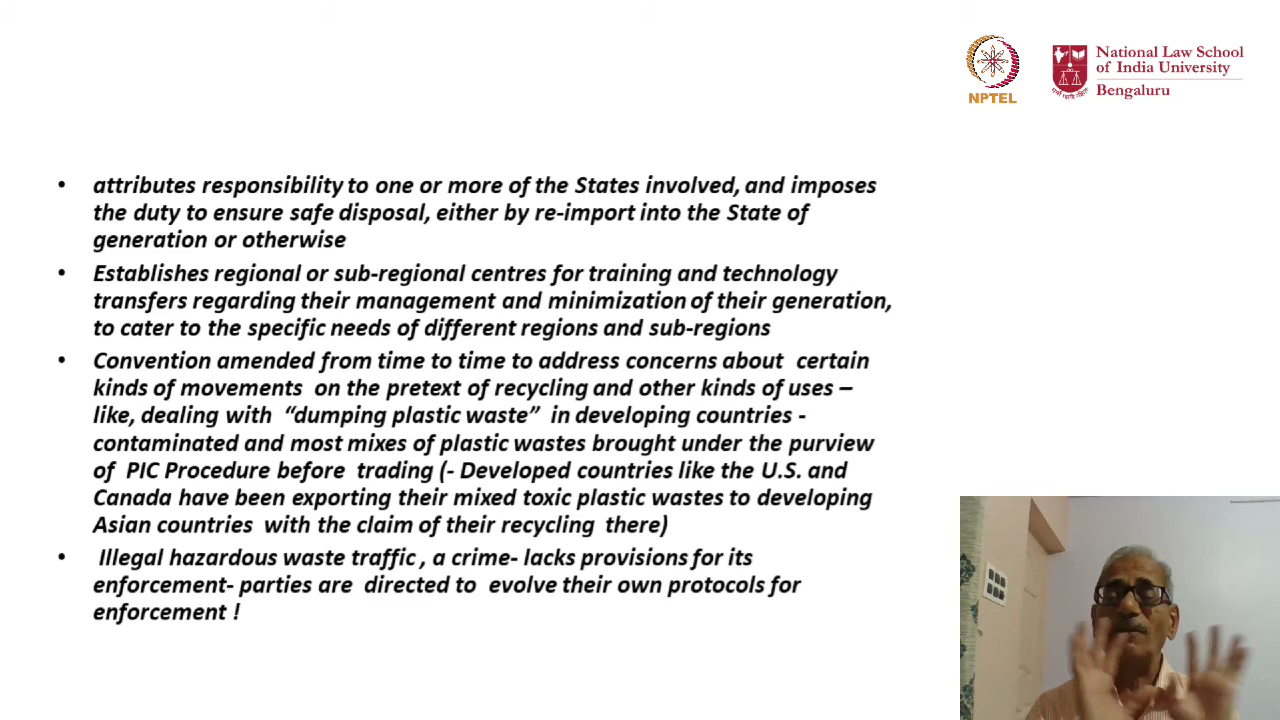 NPTEL
National Law School
of India University
Bengaluru
• attributes responsibility to one or more of the States involved, and imposes
the duty to ensure safe disposal, either by re-import into the State of
generation or otherwise
• Establishes regional or sub-regional centres for training and technology
transfers regarding their management and minimization of their generation,
to cater to the specific needs of different regions and sub-regions
• Convention amended from time to time to address concerns about certain
kinds of movements on the pretext of recycling and other kinds of uses –
like, dealing with “dumping plastic waste” in developing countries -
contaminated and most mixes of plastic wastes brought under the purview
of PIC Procedure before trading (- Developed countries like the U.S. and
Canada have been exporting their mixed toxic plastic wastes to developing
Asian countries with the claim of their recycling there)
• Illegal hazardous waste traffic , a crime- lacks provisions for its
enforcement- parties are directed to evolve their own protocols for
enforcement !